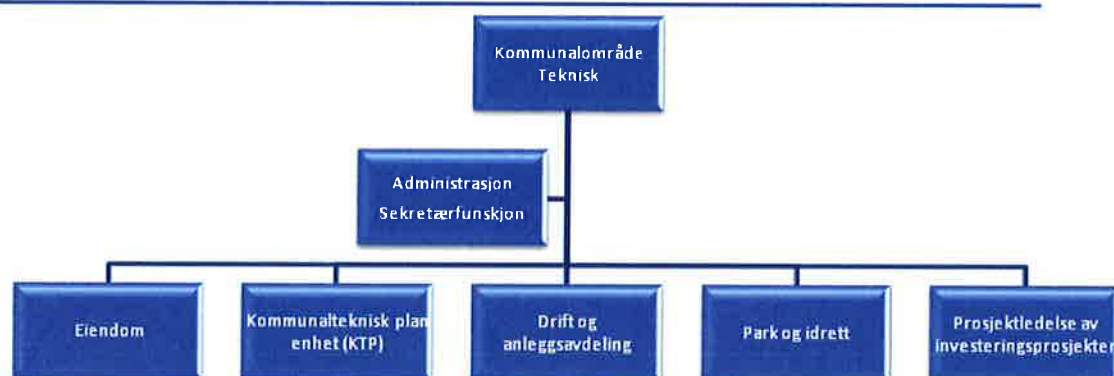 Kommunalområde
Teknisk
Administrasjon
Sekretærfunskjon
Eiendom
Kommunalteknisk plan
enhet (KTP)
Drift og
anleggsavdeling
Park og idrett
Prosjektledelse av
investeringsprosjekter